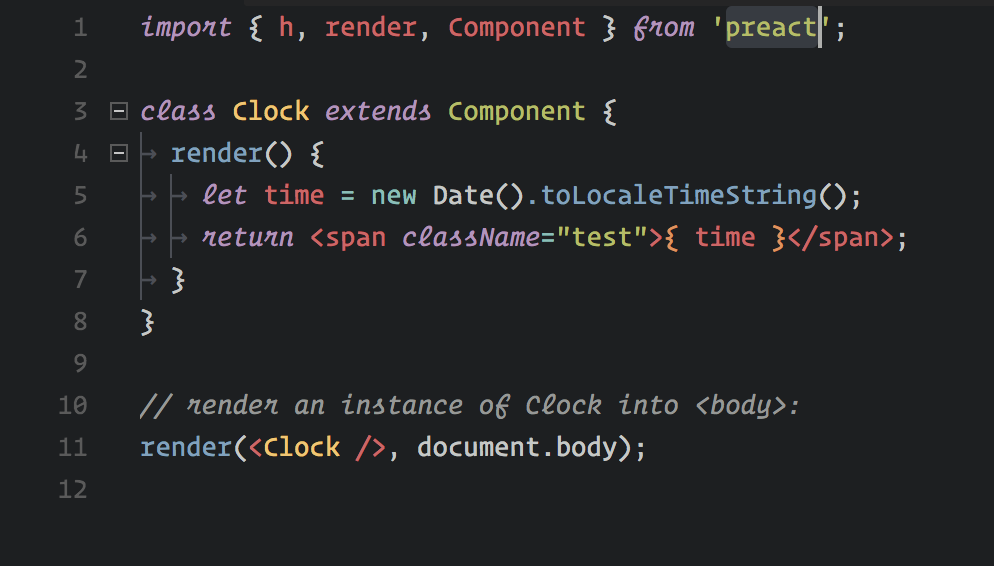 1 import { h, render, Component } from 'preact';
2
3 class Clock extends Component {
4 render() {
5 let time = new Date().toLocaleTimeString();
6 return <span className="test">{ time }</span>;
7 }
8 }
9
10 // render an instance of Clock into <body>:
11 render(<Clock />, document.body);
12